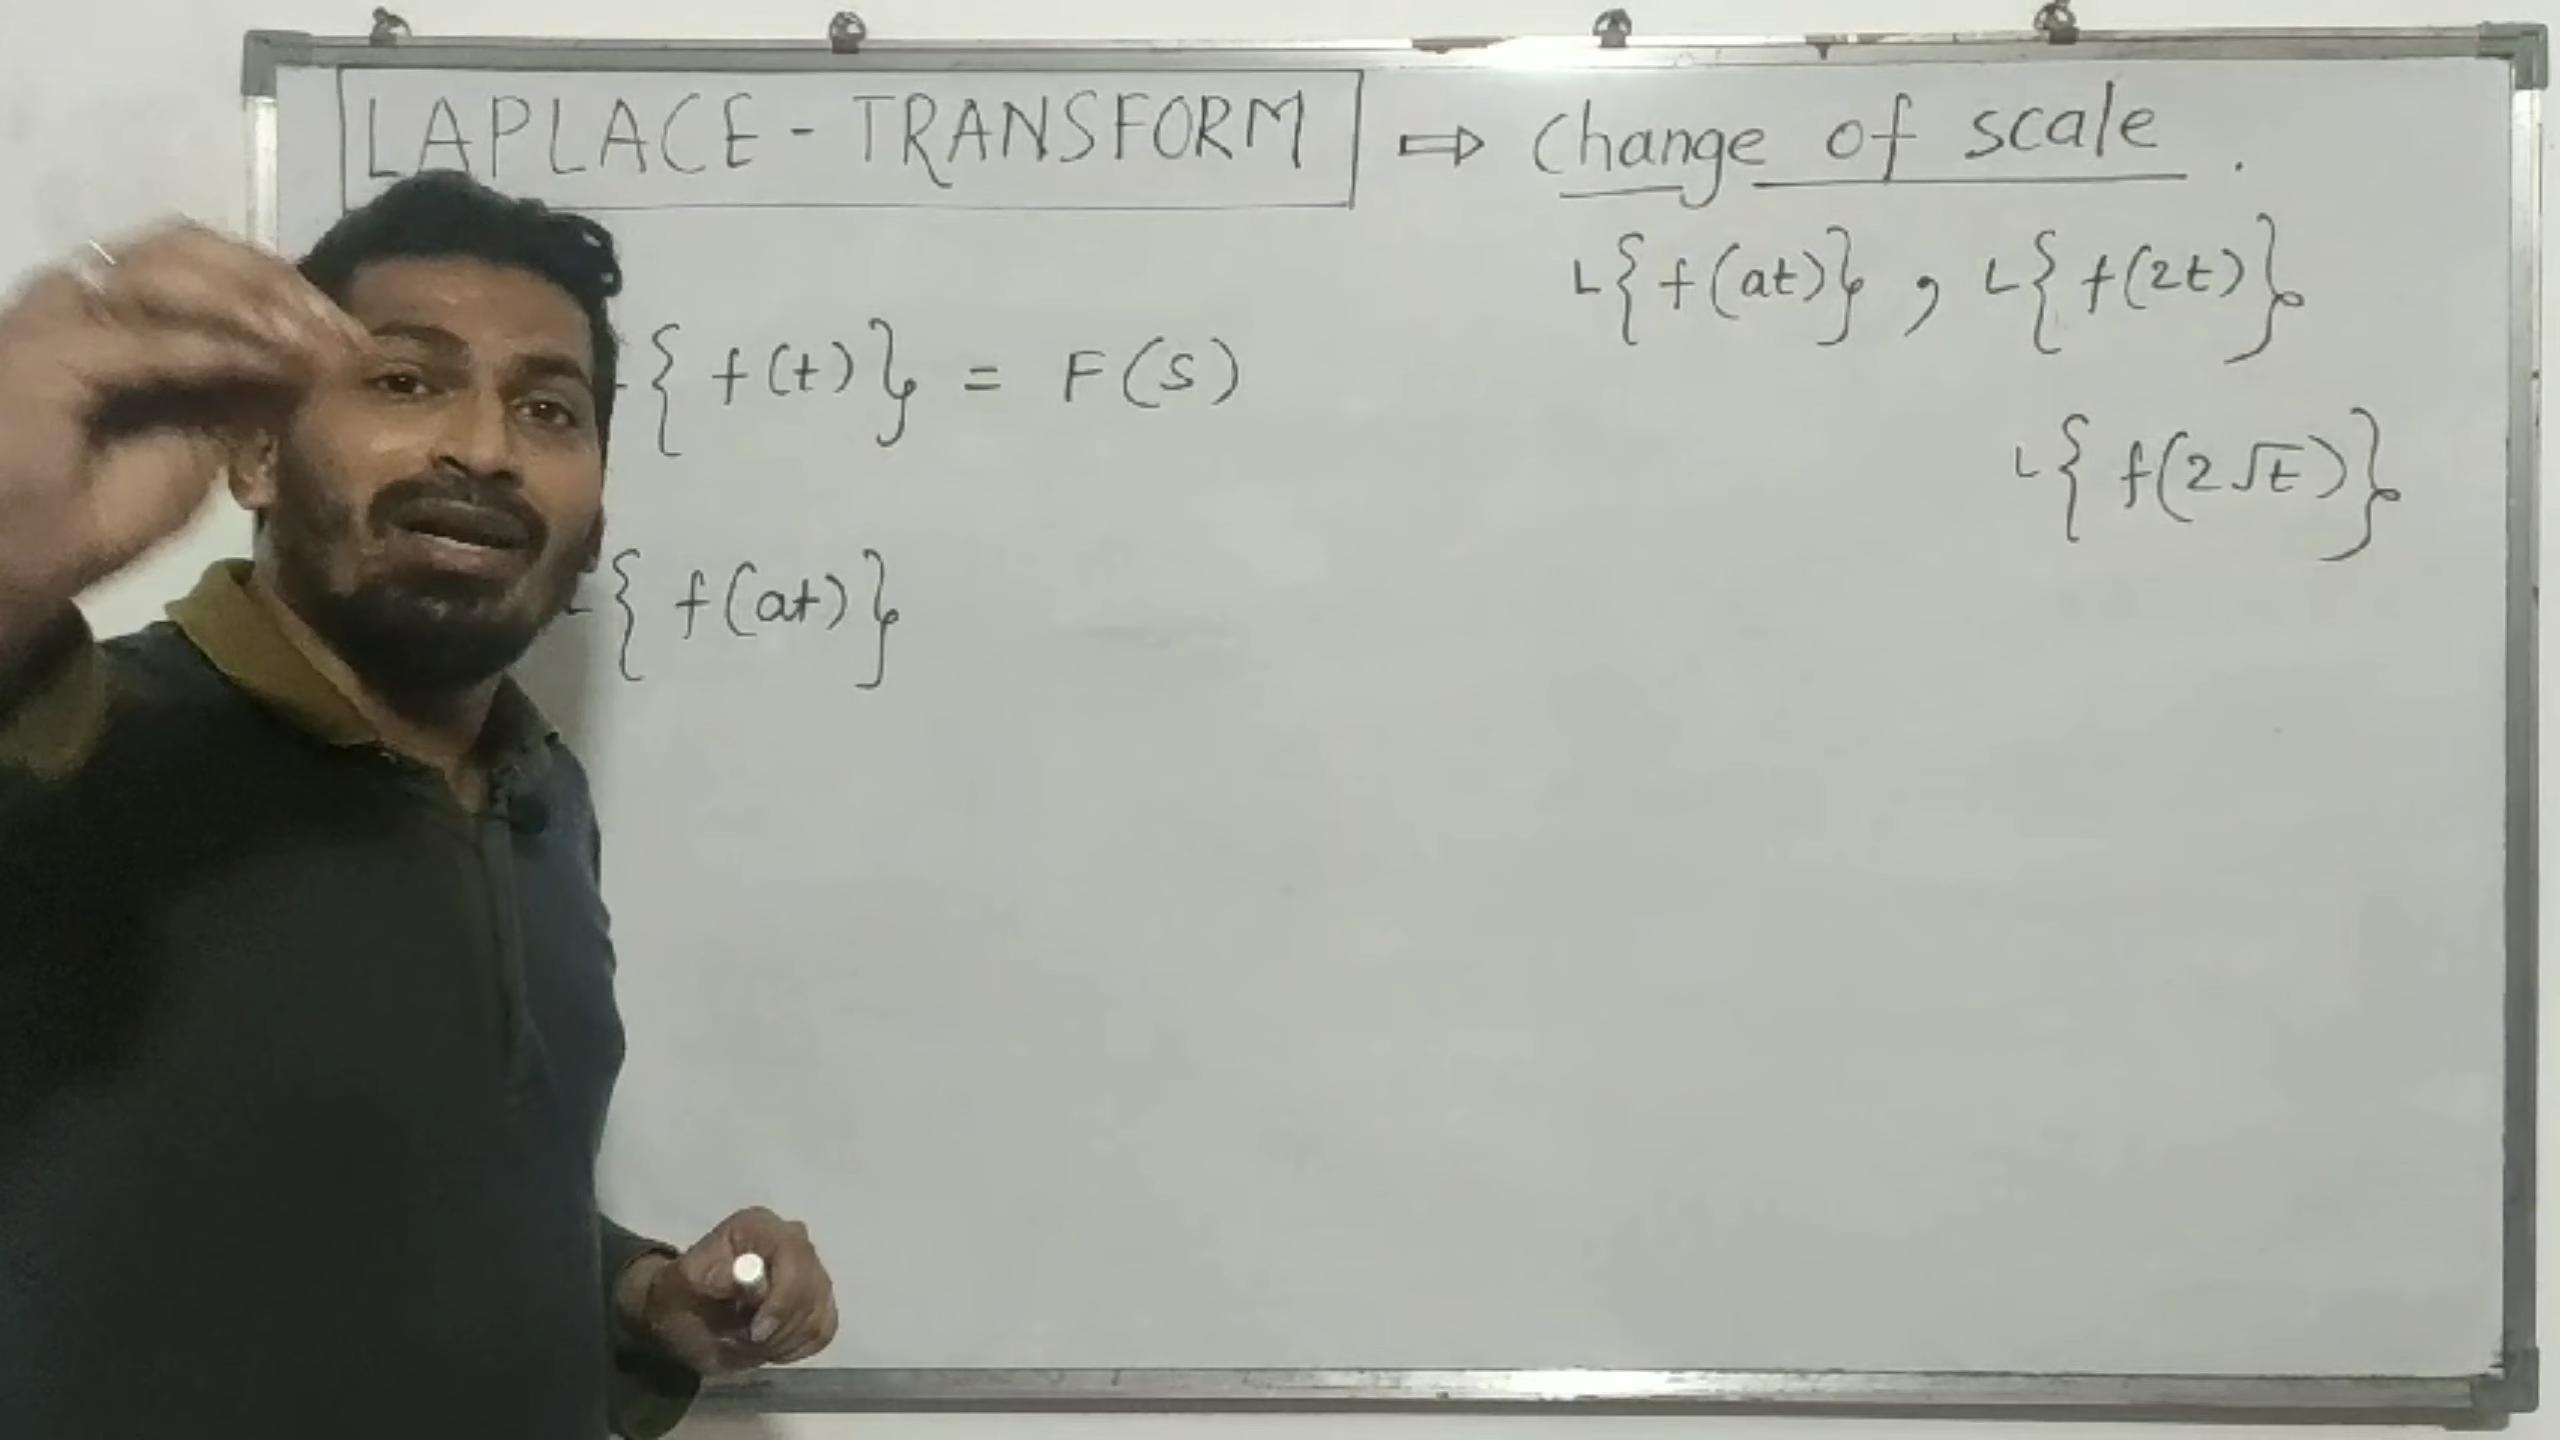 LAPLACE - TRANSFORM ⇒ change of scale.
L{f(at)}, L{f(2t)}
L{f(t)} = F(s)
L{f(2√t)}
L{f(at)}